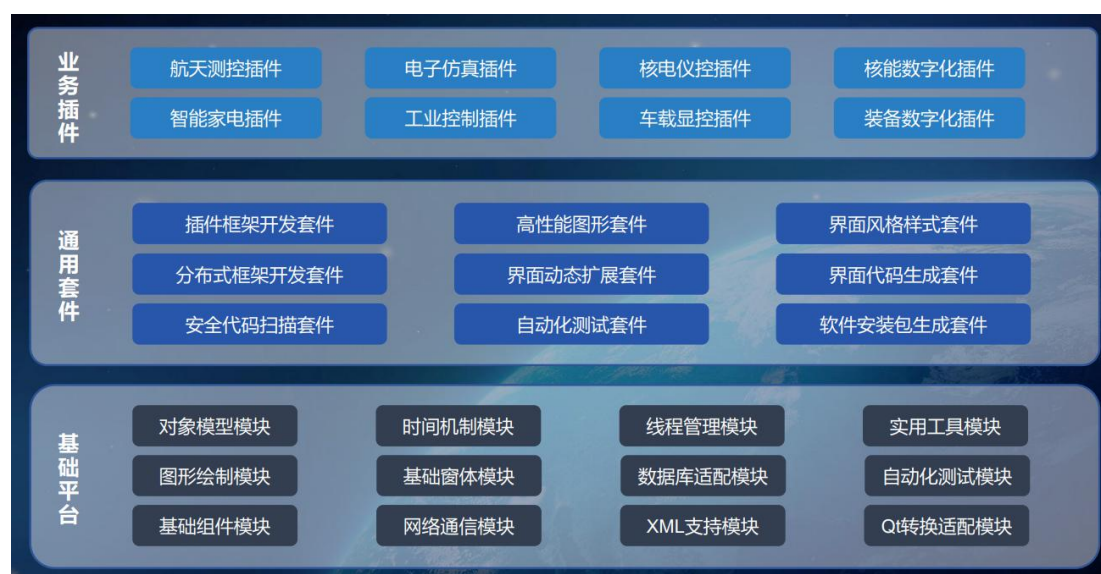 业务插件
航天测控插件 电子仿真插件 核电仪控插件 核能数字化插件
智能家电插件 工业控制插件 车载显控插件 装备数字化插件
通用套件
插件框架开发套件 高性能图形套件 界面风格样式套件
分布式框架开发套件 界面动态扩展套件 界面代码生成套件
安全代码扫描套件 自动化测试套件 软件安装包生成套件
基础平台
对象模型模块 时间机制模块 线程管理模块 实用工具模块
图形绘制模块 基础窗体模块 数据库适配模块 自动化测试模块
基础组件模块 网络通信模块 XML支持模块 Qt转换适配模块